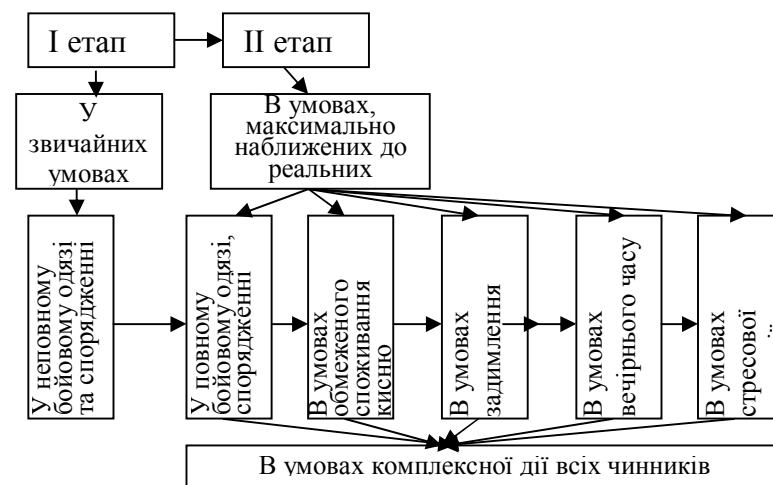 I етап
II етап
У
звичайних
умовах
В умовах,
максимально
наближених до
реальних
У неповному
бойовому одязі
та спорядженні
У повному
бойовому одязі,
спорядженні
В умовах
обмеженого
споживання
кисню
В умовах
задимлення
В умовах
вечірнього часу
В умовах
стресової
В умовах комплексної дії всіх чинників